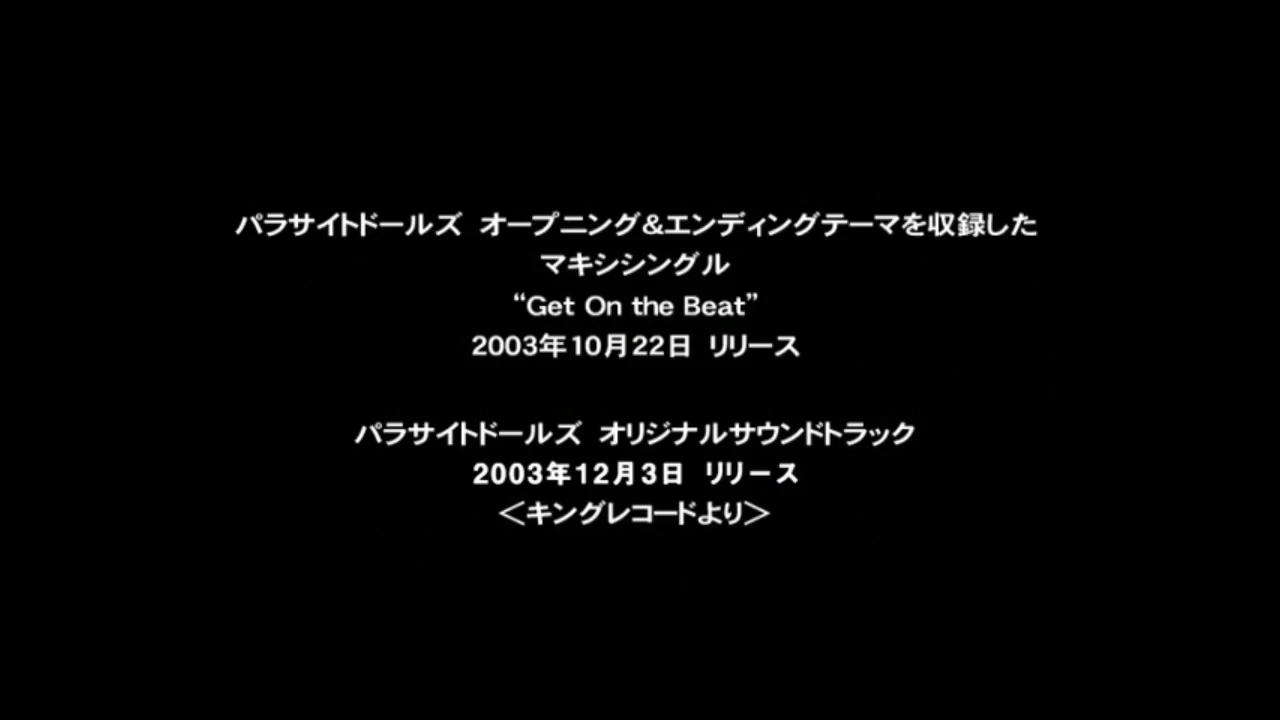 パラサイトドールズ　オープニング&エンディングテーマを収録した
マキシシングル
“Get On the Beat”
2003年10月22日　リリース
パラサイトドールズ　オリジナルサウンドトラック
2003年12月3日　リリース
＜キングレコードより＞